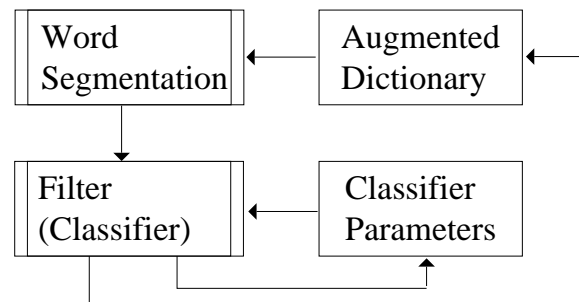 Word
Segmentation
Augmented
Dictionary
Filter
(Classifier)
Classifier
Parameters